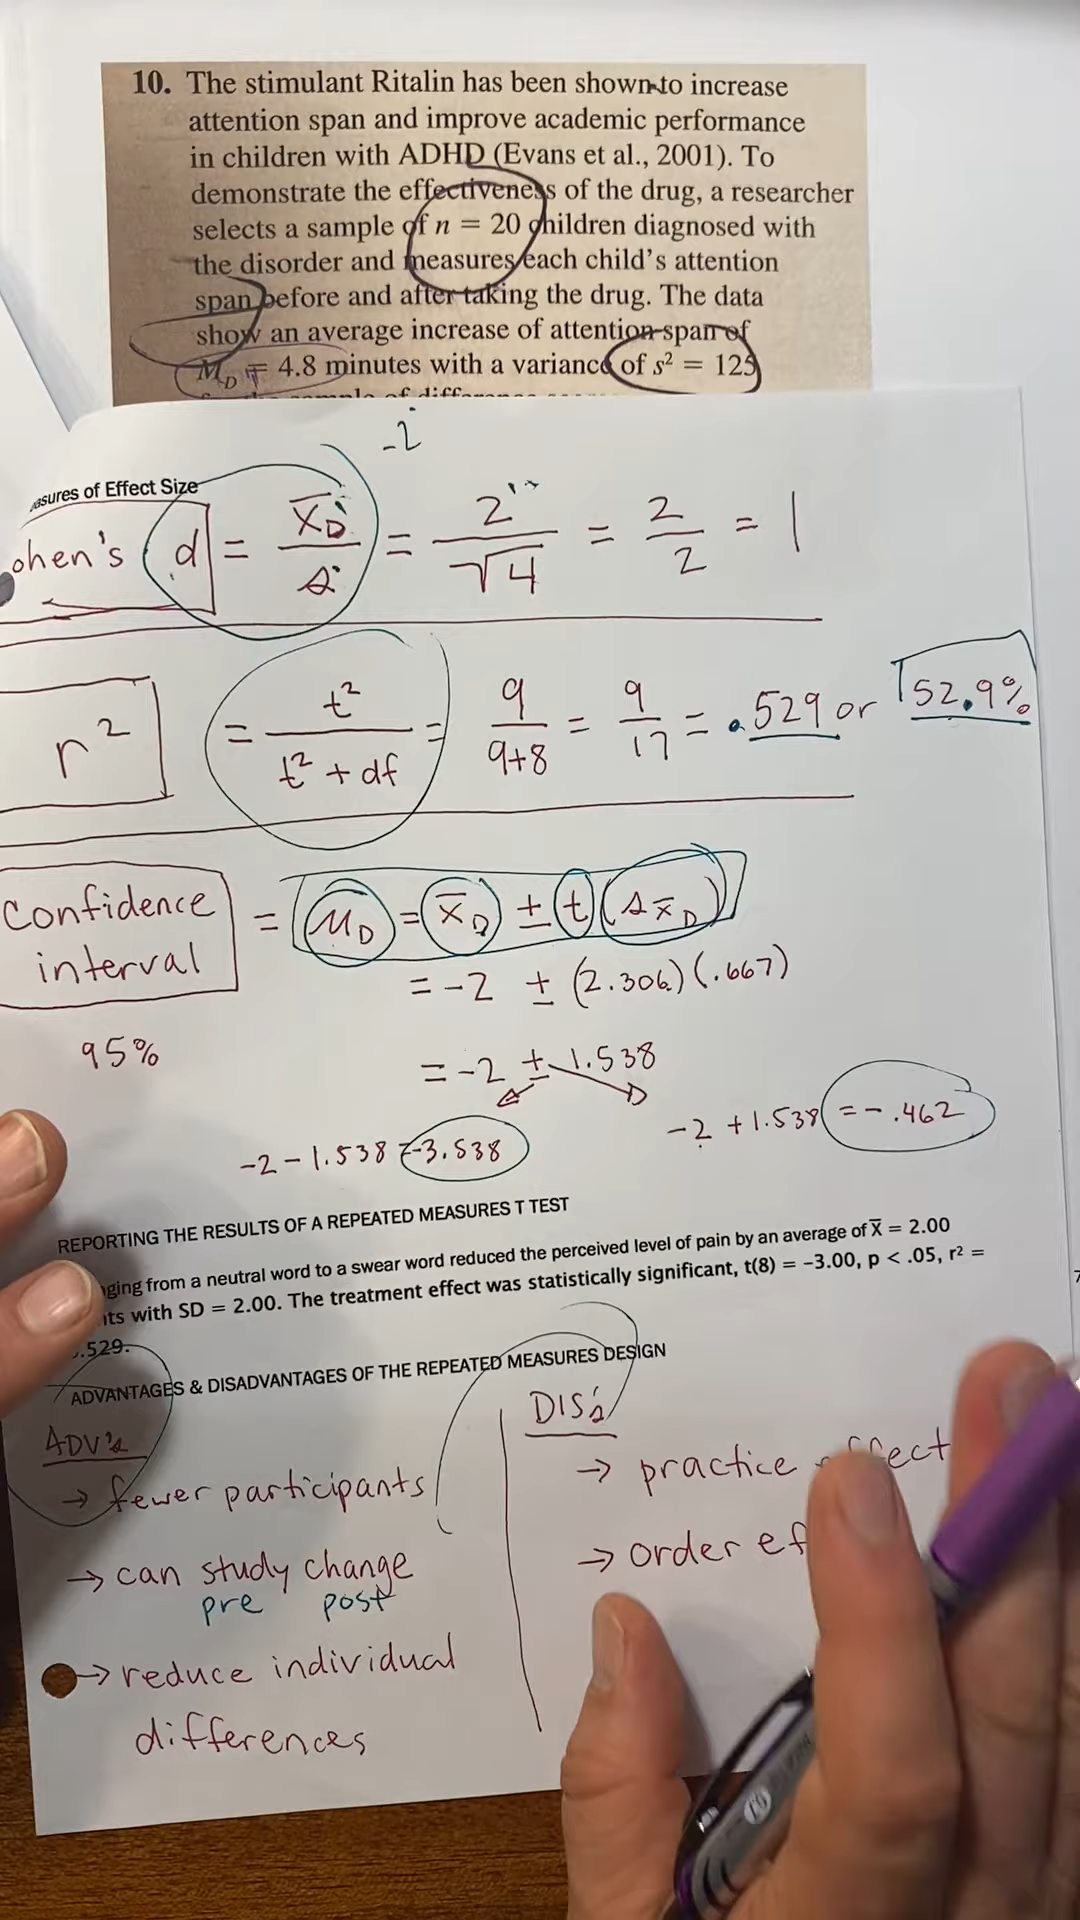 10. The stimulant Ritalin has been shown to increase
attention span and improve academic performance
in children with ADHD (Evans et al., 2001). To
demonstrate the effectiveness of the drug, a researcher
selects a sample of n = 20 children diagnosed with
the disorder and measures each child's attention
span before and after taking the drug. The data
show an average increase of attention span of
M_D = 4.8 minutes with a variance of s² = 125
-2
Measures of Effect Size
Cohen's d = X̄_D / s = 2 / √4 = 2 / 2 = 1
r² = t² / (t² + df) = 9 / (9+8) = 9 / 17 = .529 or 52.9%
Confidence interval = μ_D = X̄_D ± t (s_X̄_D)
= -2 ± (2.306)(.667)
95%
= -2 ± 1.538
-2 + 1.538 = -.462
-2 - 1.538 = -3.538
REPORTING THE RESULTS OF A REPEATED MEASURES T TEST
ging from a neutral word to a swear word reduced the perceived level of pain by an average of X̄ = 2.00
ts with SD = 2.00. The treatment effect was statistically significant, t(8) = -3.00, p < .05, r² =
.529.
ADVANTAGES & DISADVANTAGES OF THE REPEATED MEASURES DESIGN
ADV's
→ fewer participants
→ can study change
pre post
→ reduce individual
differences
DIS's
→ practice effect
→ order ef